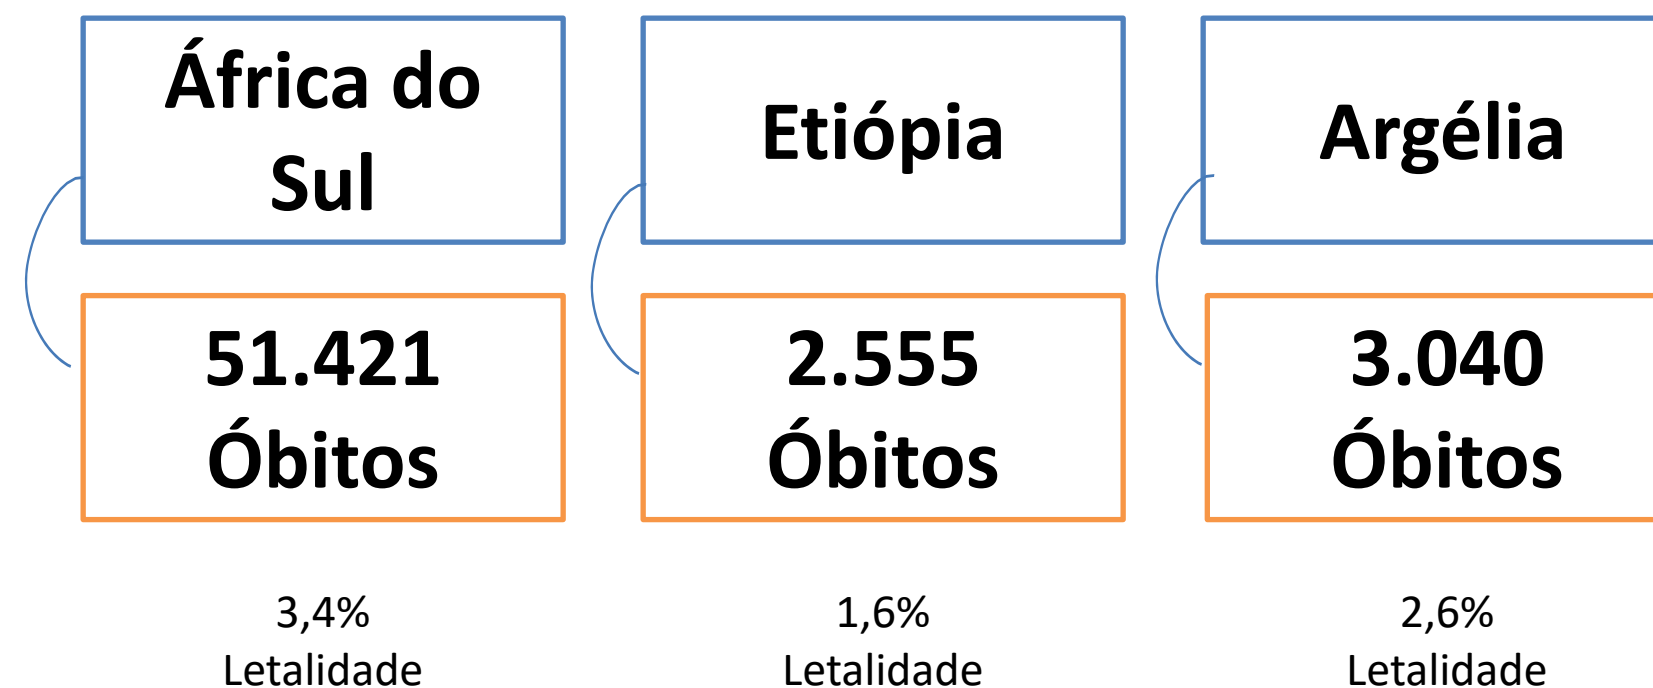 África do
Sul
Etiópia
Argélia
51.421
Óbitos
2.555
Óbitos
3.040
Óbitos
3,4%
Letalidade
1,6%
Letalidade
2,6%
Letalidade